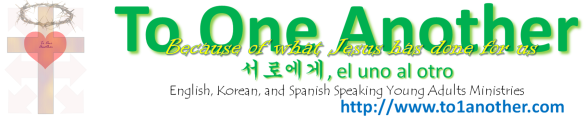 To One Another
Because of what Jesus has done for us
서로에게, el uno al otro
English, Korean, and Spanish Speaking Young Adults Ministries
http://www.to1another.com